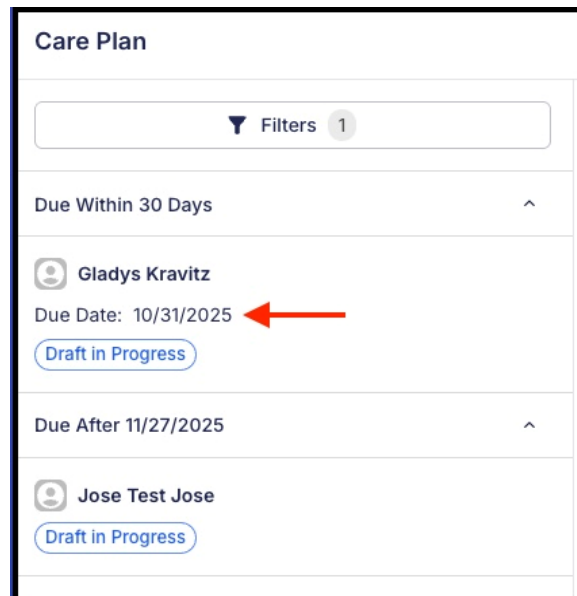 Care Plan
Filters 1
Due Within 30 Days
Gladys Kravitz
Due Date: 10/31/2025
Draft in Progress
Due After 11/27/2025
Jose Test Jose
Draft in Progress